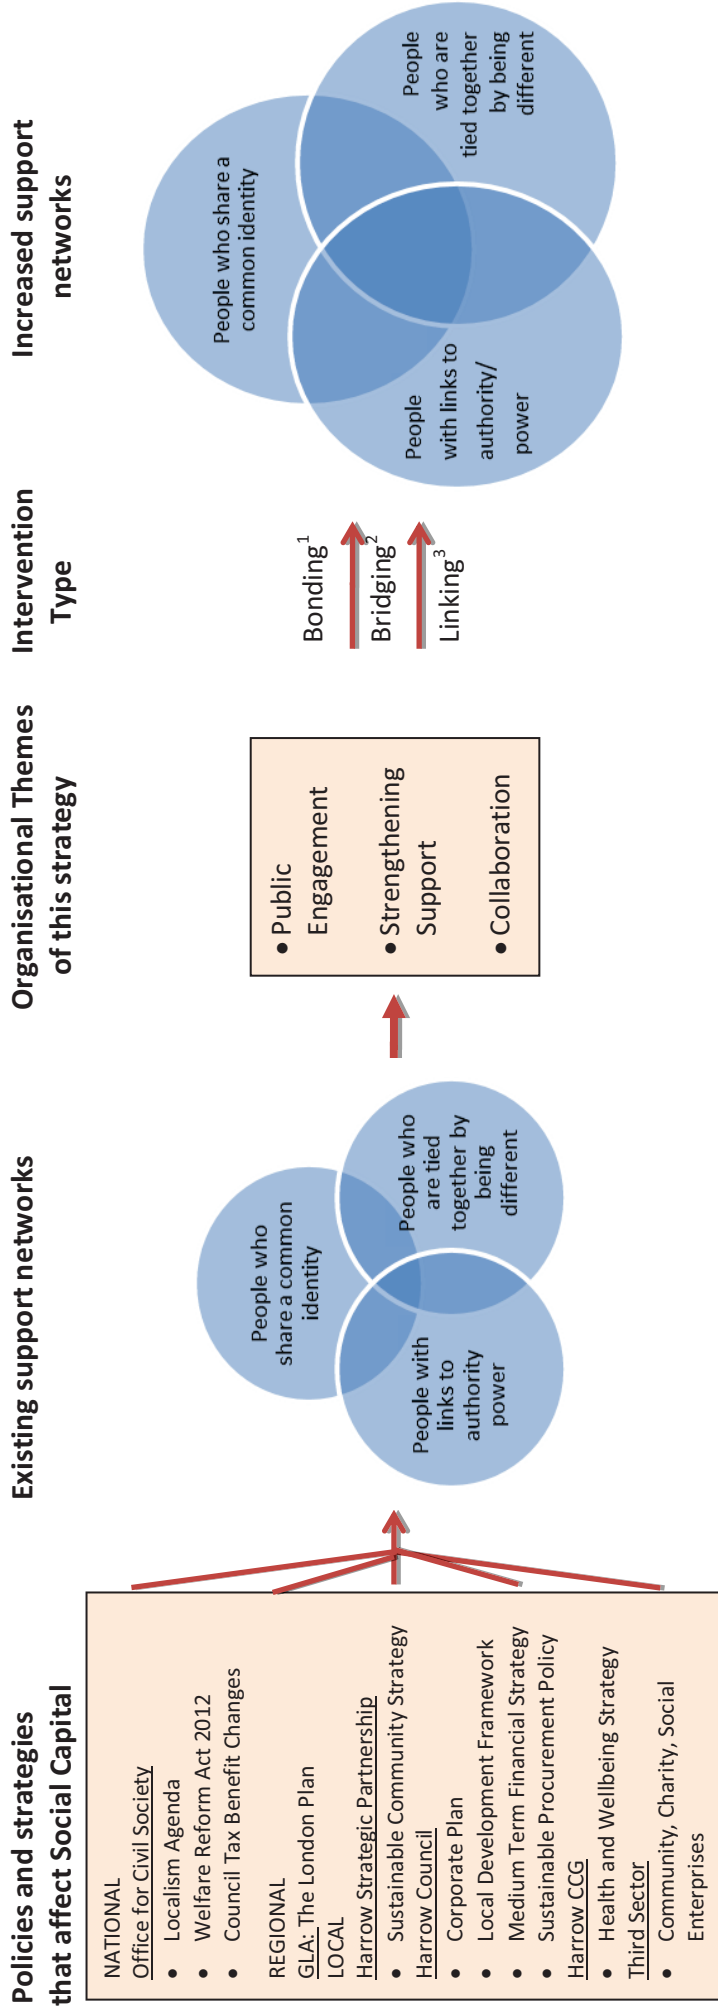 Policies and strategies
that affect Social Capital
NATIONAL
Office for Civil Society
• Localism Agenda
• Welfare Reform Act 2012
• Council Tax Benefit Changes
REGIONAL
GLA: The London Plan
LOCAL
Harrow Strategic Partnership
• Sustainable Community Strategy
Harrow Council
• Corporate Plan
• Local Development Framework
• Medium Term Financial Strategy
• Sustainable Procurement Policy
Harrow CCG
• Health and Wellbeing Strategy
Third Sector
• Community, Charity, Social
Enterprises
Existing support networks
People who
share a common
identity
People with
links to
authority
power
People who
are tied
together by
being
different
Organisational Themes
of this strategy
• Public
Engagement
• Strengthening
Support
• Collaboration
Intervention
Type
Bonding1
Bridging2
Linking3
Increased support
networks
People who share a
common identity
People
with links to
authority/
power
People
who are
tied together
by being
different